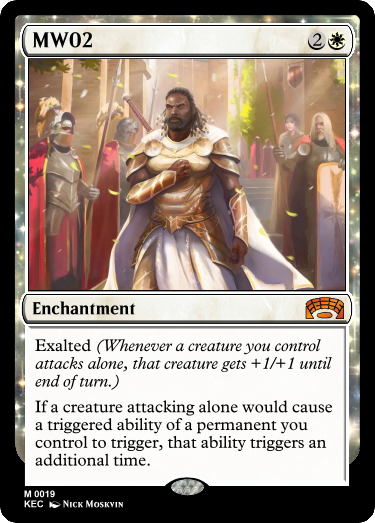 MW02
2
Enchantment
Exalted (Whenever a creature you control
attacks alone, that creature gets +1/+1 until
end of turn.)
If a creature attacking alone would cause
a triggered ability of a permanent you
control to trigger, that ability triggers an
additional time.
M 0019
KEC Nick Moskvin